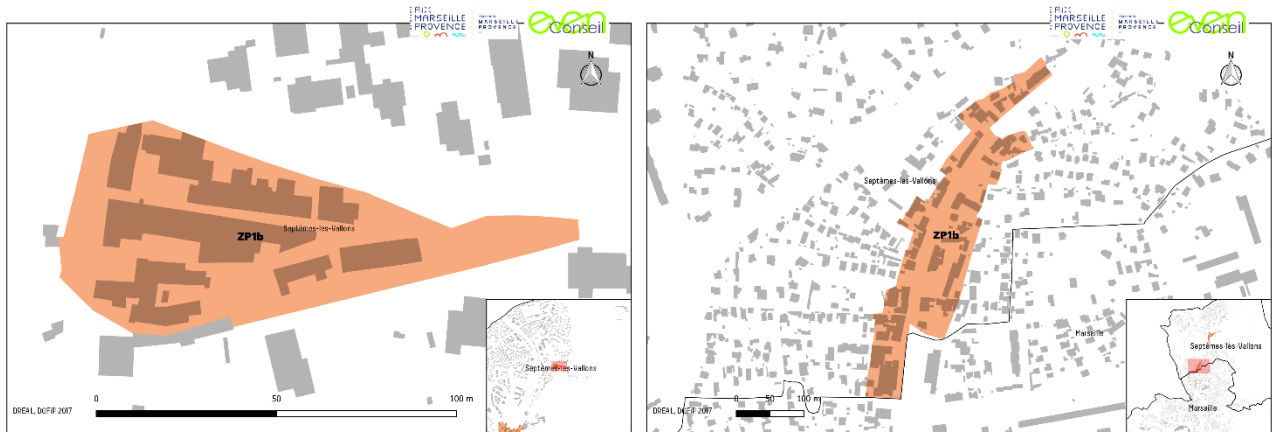 AIX
MARSEILLE
PROVENCE
MARSEILLE
PROVENCE
even
Conseil
N
ZP1b
Septèmes-les-Vallons
Septèmes-les-Vallons
DREAL, DGFiP 2017
0
50
100 m
AIX
MARSEILLE
PROVENCE
MARSEILLE
PROVENCE
even
Conseil
N
Septèmes-les-Vallons
ZP1b
Marseille
Septèmes-les-Vallons
Marseille
DREAL, DGFiP 2017
0
50
100 m